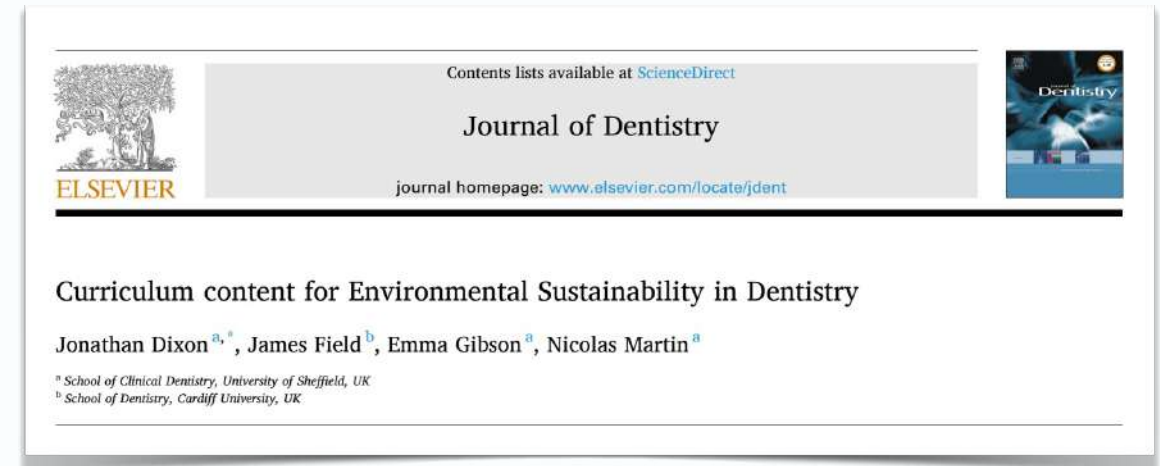 Contents lists available at ScienceDirect
Journal of Dentistry
journal homepage: www.elsevier.com/locate/jdent
ELSEVIER
Dentistry
Curriculum content for Environmental Sustainability in Dentistry
Jonathan Dixon a,*, James Field b, Emma Gibson a, Nicolas Martin a
a School of Clinical Dentistry, University of Sheffield, UK
b School of Dentistry, Cardiff University, UK